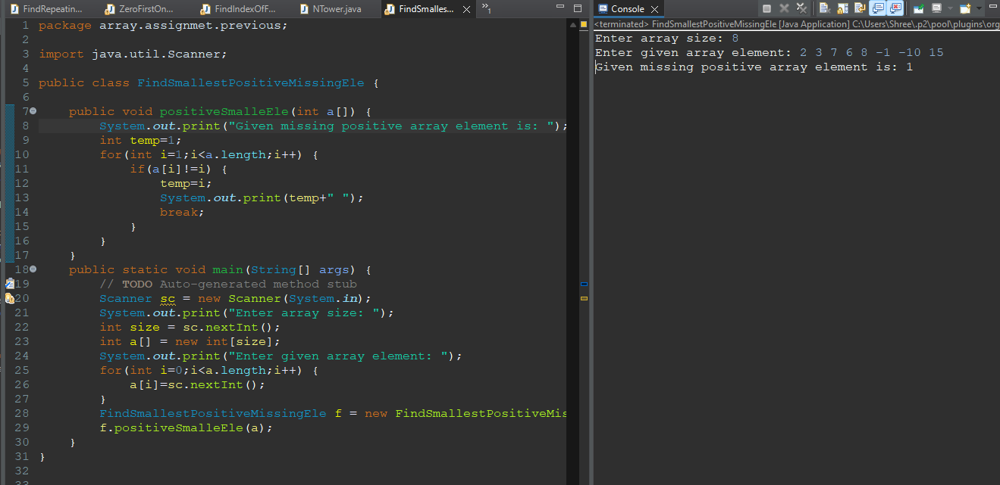 FindRepeatin... ZeroFirstOn... FindIndexOfF... NTower.java FindSmalles... »1
1 package array.assignmet.previous;
2
3 import java.util.Scanner;
4
5 public class FindSmallestPositiveMissingEle {
6
7 public void positiveSmalleEle(int a[]) {
8 System.out.print("Given missing positive array element is: ");
9 int temp=1;
10 for(int i=1;i<a.length;i++) {
11 if(a[i]!=i) {
12 temp=i;
13 System.out.print(temp+" ");
14 break;
15 }
16 }
17 }
18 public static void main(String[] args) {
19 // TODO Auto-generated method stub
20 Scanner sc = new Scanner(System.in);
21 System.out.print("Enter array size: ");
22 int size = sc.nextInt();
23 int a[] = new int[size];
24 System.out.print("Enter given array element: ");
25 for(int i=0;i<a.length;i++) {
26 a[i]=sc.nextInt();
27 }
28 FindSmallestPositiveMissingEle f = new FindSmallestPositiveMis
29 f.positiveSmalleEle(a);
30 }
31 }
32
33
Console
<terminated> FindSmallestPositiveMissingEle [Java Application] C:\Users\Shree\.p2\pool\plugins\org
Enter array size: 8
Enter given array element: 2 3 7 6 8 -1 -10 15
Given missing positive array element is: 1